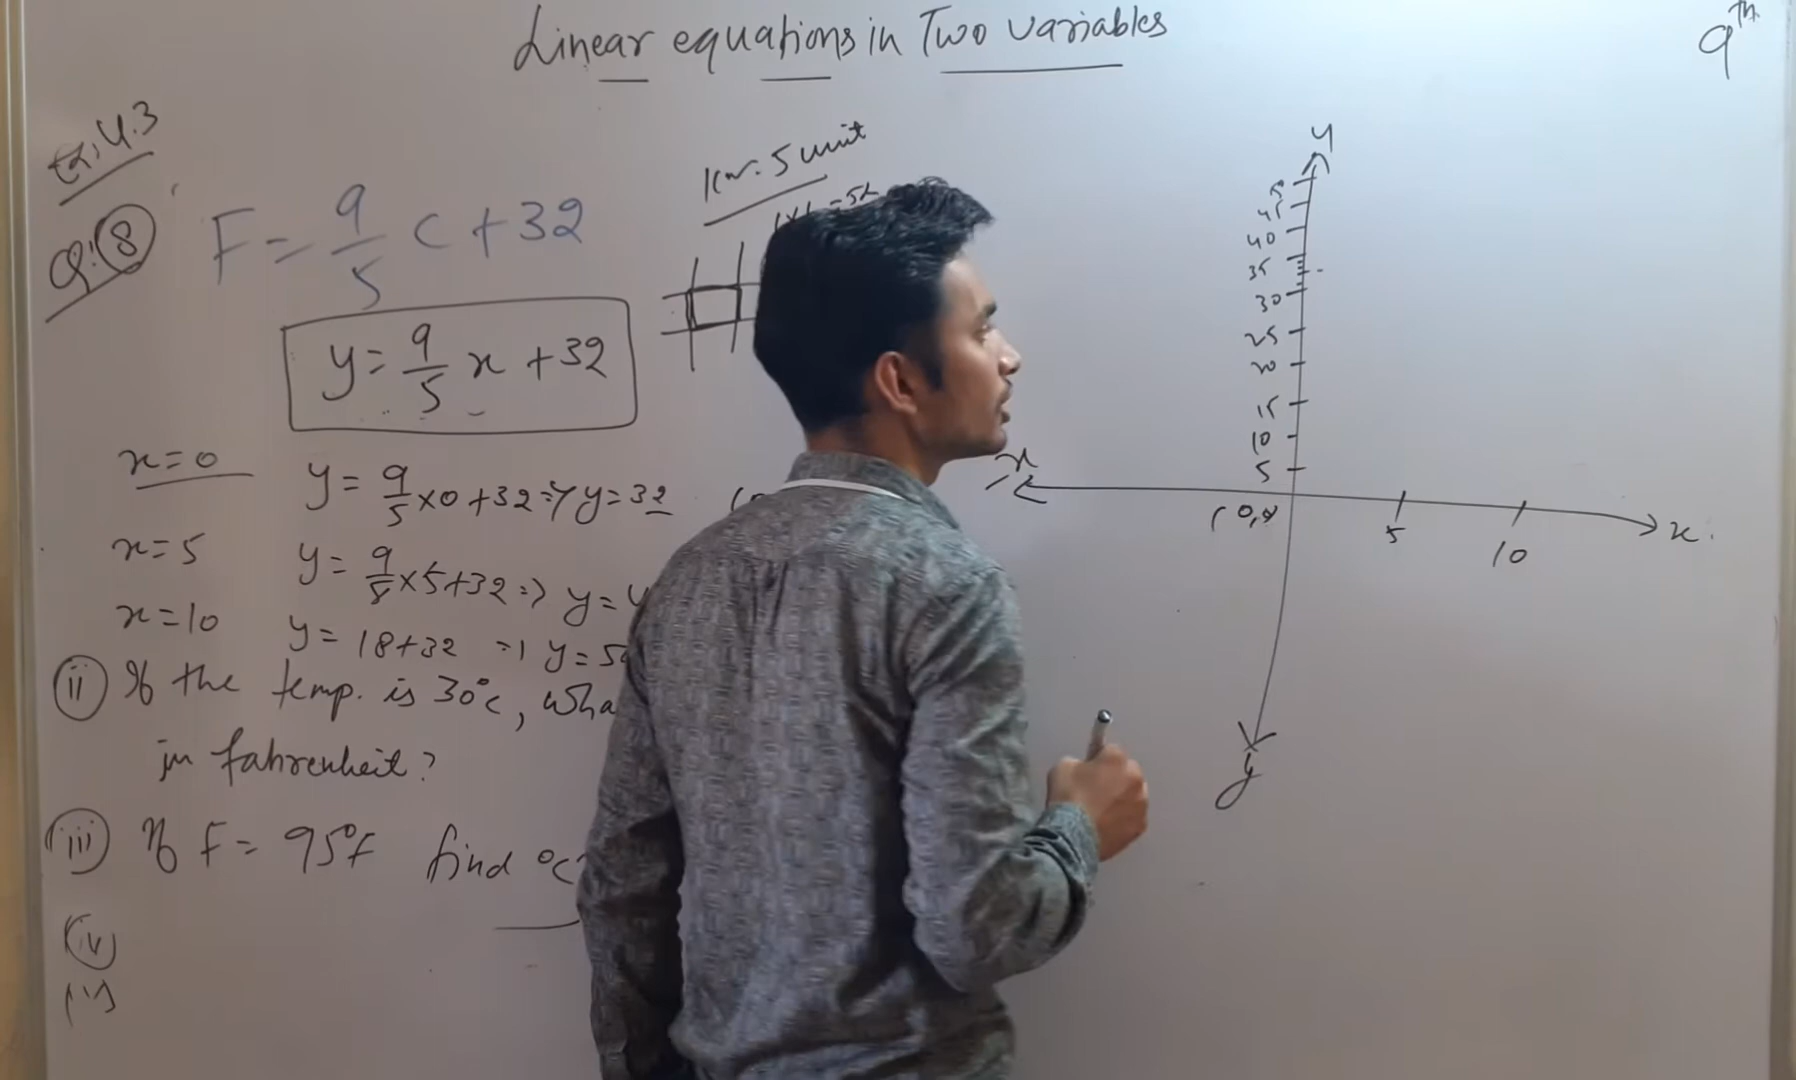 Linear equations in Two variables
9th
Ex: 4.3
Q:8
F = 9/5 C + 32
5 unit
y = 9/5 x + 32
x=0 y = 9/5 × 0 + 32 => y = 32
x=5 y = 9/5 × 5 + 32 => y =
x=10 y = 18 + 32 => y =
(ii) If the temp. is 30°c,
in fahrenheit?
(iii) If F = 95°F find °c
(iv)
y
45
40
35
30
25
20
15
10
5
x
x
5
10
y